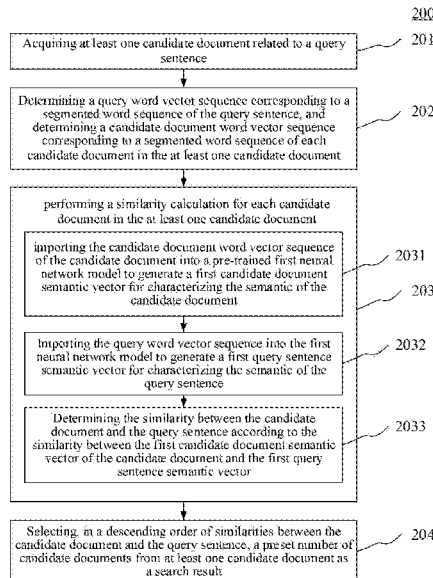 200
Acquiring at least one candidate document related to a query
sentence
201
Determining a query word vector sequence corresponding to a
segmented word sequence of the query sentence, and
determining a candidate document word vector sequence
corresponding to a segmented word sequence of each
candidate document in the at least one candidate document
202
performing a similarity calculation for each candidate
document in the at least one candidate document
importing the candidate document word vector sequence
of the candidate document into a pre-trained first neural
network model to generate a first candidate document
semantic vector for characterizing the semantic of the
candidate document
2031
203
Importing the query word vector sequence into the first
neural network model to generate a first query sentence
semantic vector for characterizing the semantic of the
query sentence
2032
Determining the similarity between the candidate
document and the query sentence according to the
similarity between the first candidate document semantic
vector of the candidate document and the first query
sentence semantic vector
2033
Selecting, in a descending order of similarities between the
candidate document and the query sentence, a preset number of
candidate documents from at least one candidate document as
a search result
204